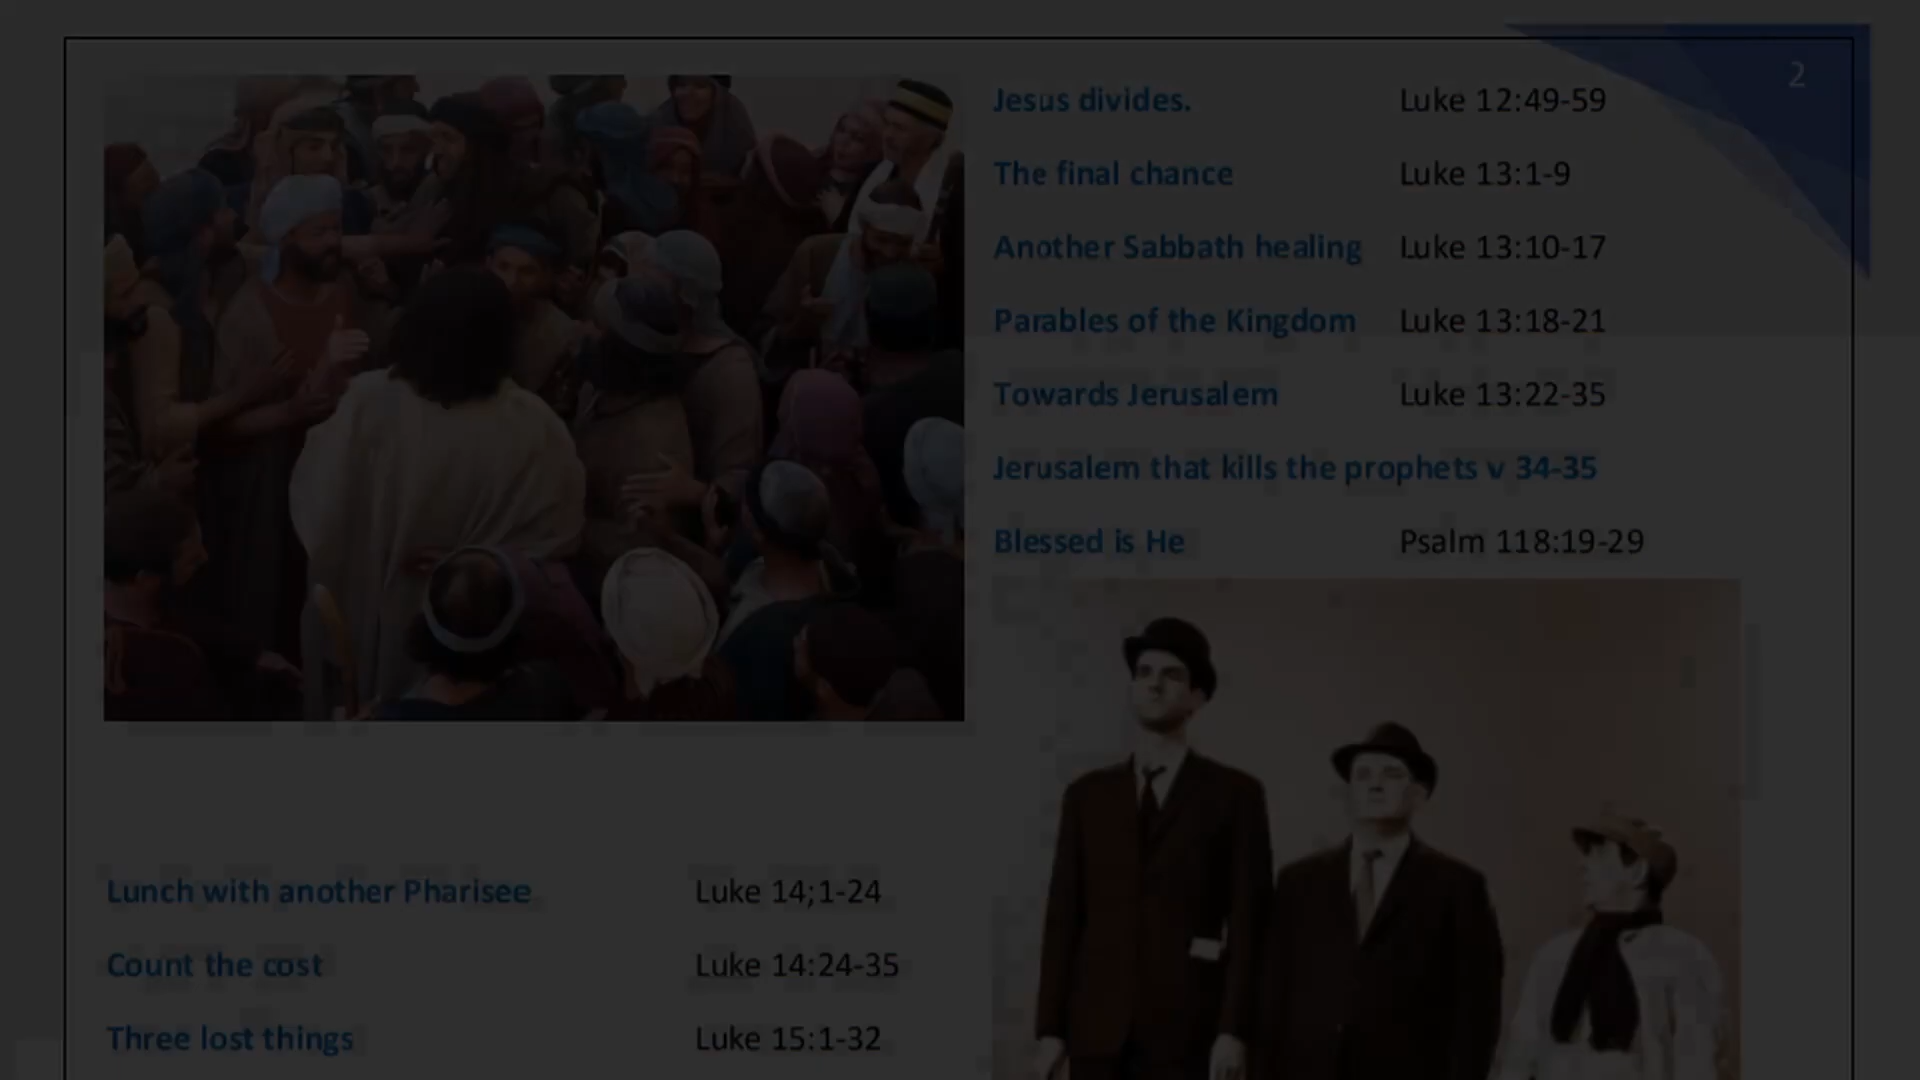 2
Jesus divides. Luke 12:49-59
The final chance Luke 13:1-9
Another Sabbath healing Luke 13:10-17
Parables of the Kingdom Luke 13:18-21
Towards Jerusalem Luke 13:22-35
Jerusalem that kills the prophets v 34-35
Blessed is He Psalm 118:19-29
Lunch with another Pharisee Luke 14;1-24
Count the cost Luke 14:24-35
Three lost things Luke 15:1-32